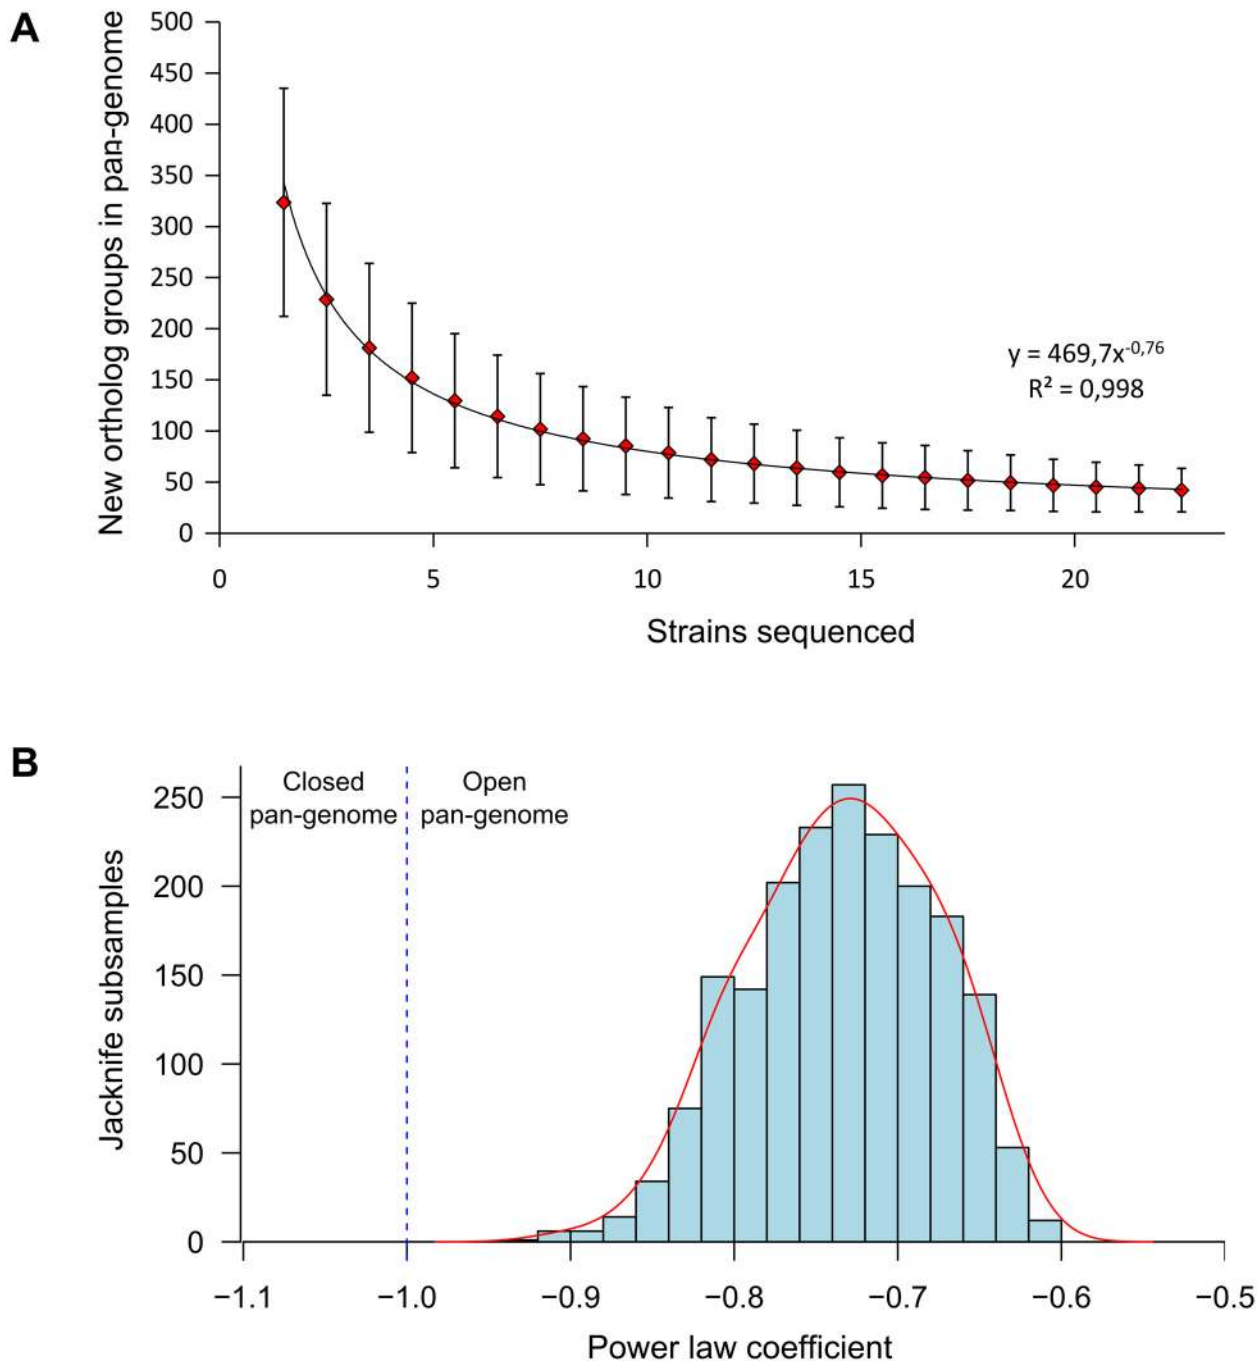 A
New ortholog groups in pan-genome
500
450
400
350
300
250
200
150
100
50
0
y = 469,7x^-0,76
R² = 0,998
0 5 10 15 20
Strains sequenced
B
Closed Open
pan-genome pan-genome
Jacknife subsamples
250
200
150
100
50
0
−1.1 −1.0 −0.9 −0.8 −0.7 −0.6 −0.5
Power law coefficient